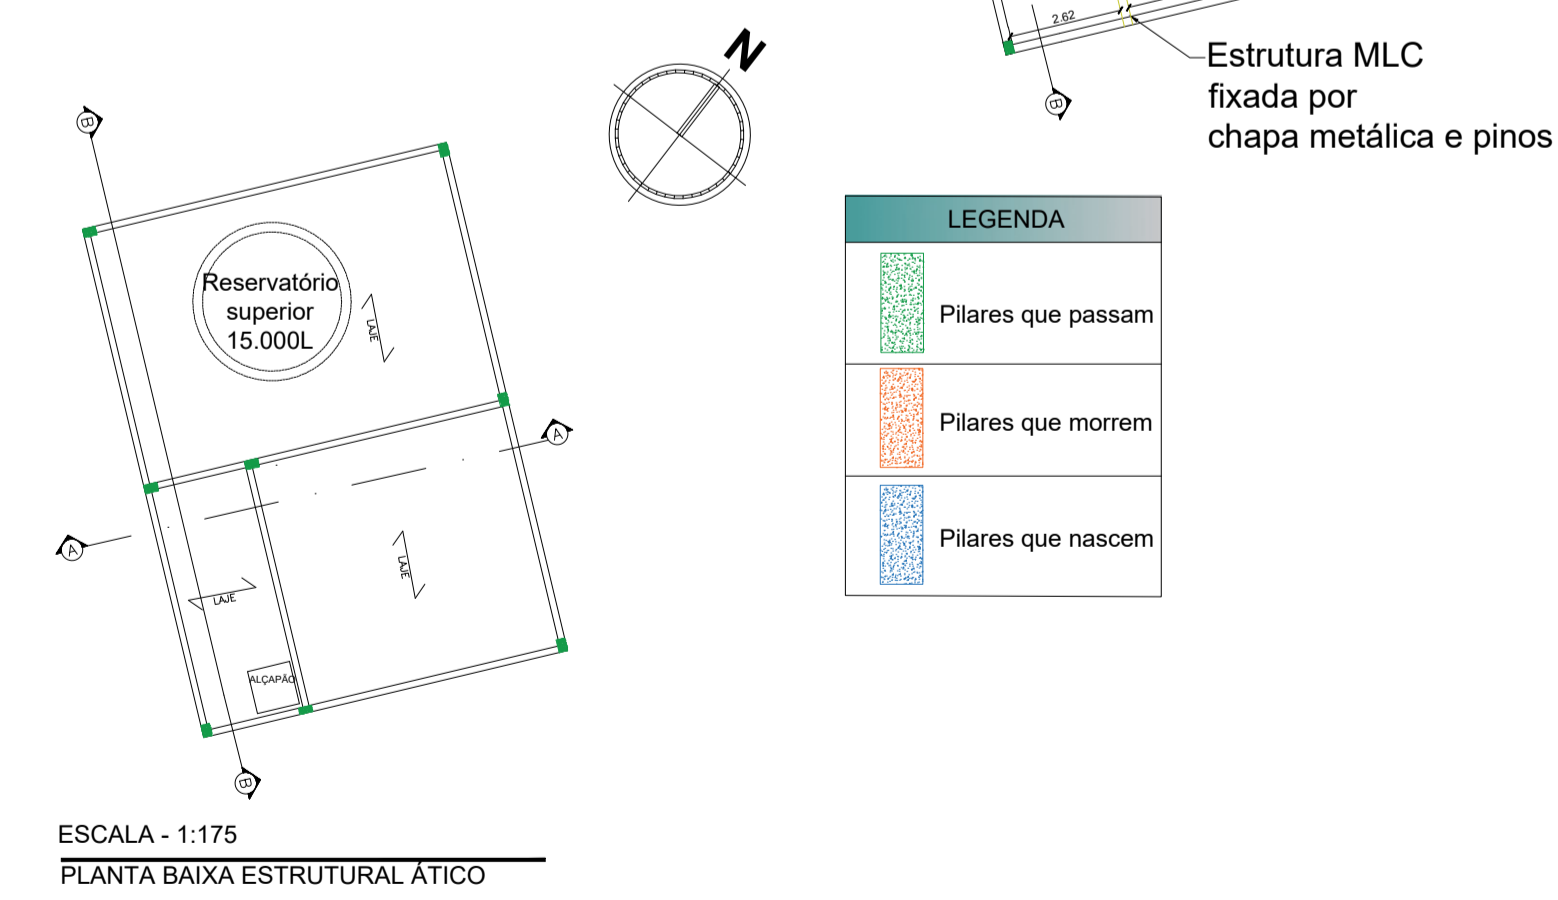 2.62
N
Estrutura MLC
fixada por
chapa metálica e pinos
B
B
LEGENDA
Pilares que passam
Pilares que morrem
Pilares que nascem
Reservatório
superior
15.000L
LAJE
A
A
LAJE
LAJE
ALÇAPÃO
B
ESCALA - 1:175
PLANTA BAIXA ESTRUTURAL ÁTICO